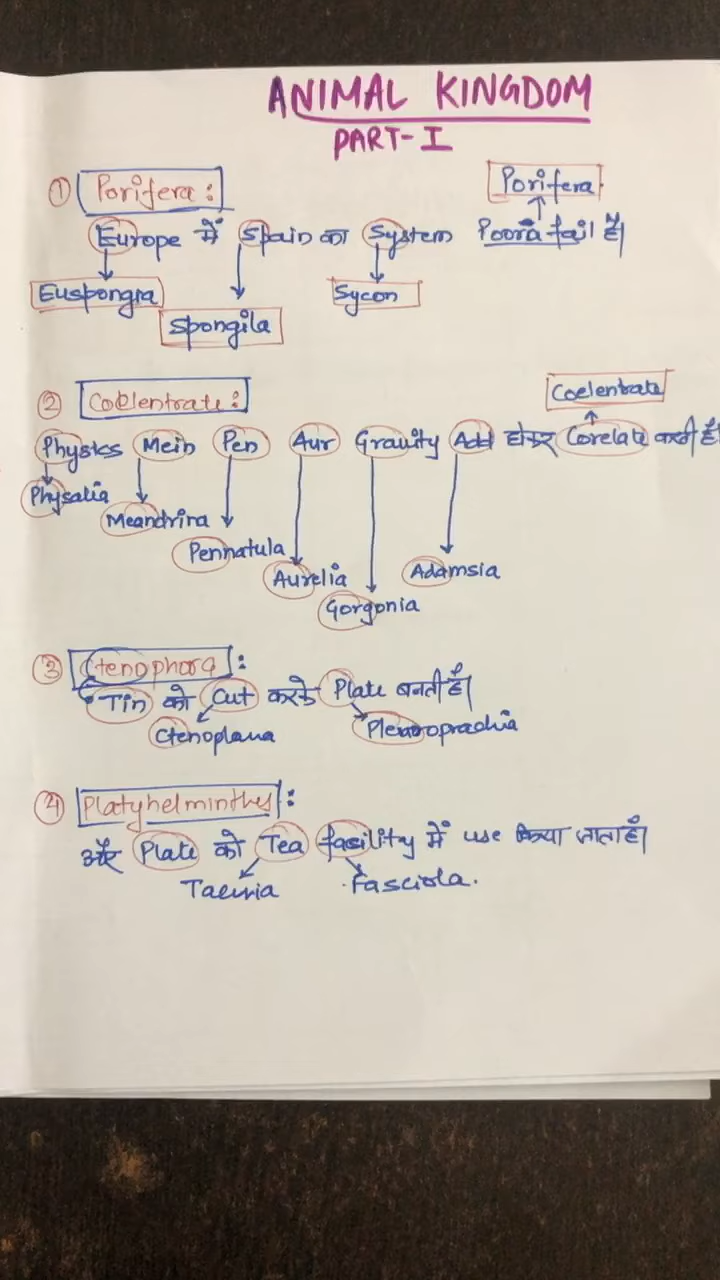 ANIMAL KINGDOM
PART-I
① Porifera:
Porifera
Europe में Spain का System Poora fail है।
Euspongia
Spongila
Sycon
② Coelentrate:
Coelentrate
Physics Mein Pen Aur Gravity Add होकर Corelate करती है।
Physalia
Meandrina
Pennatula
Aurelia
Adamsia
Gorgonia
③ Ctenophora:
Tin को Cut करके Plate बनती है।
Ctenoplana
④ Platyhelminthes:
और Plate को Tea facility में use किया जाता है।
Taenia
Fasciola.